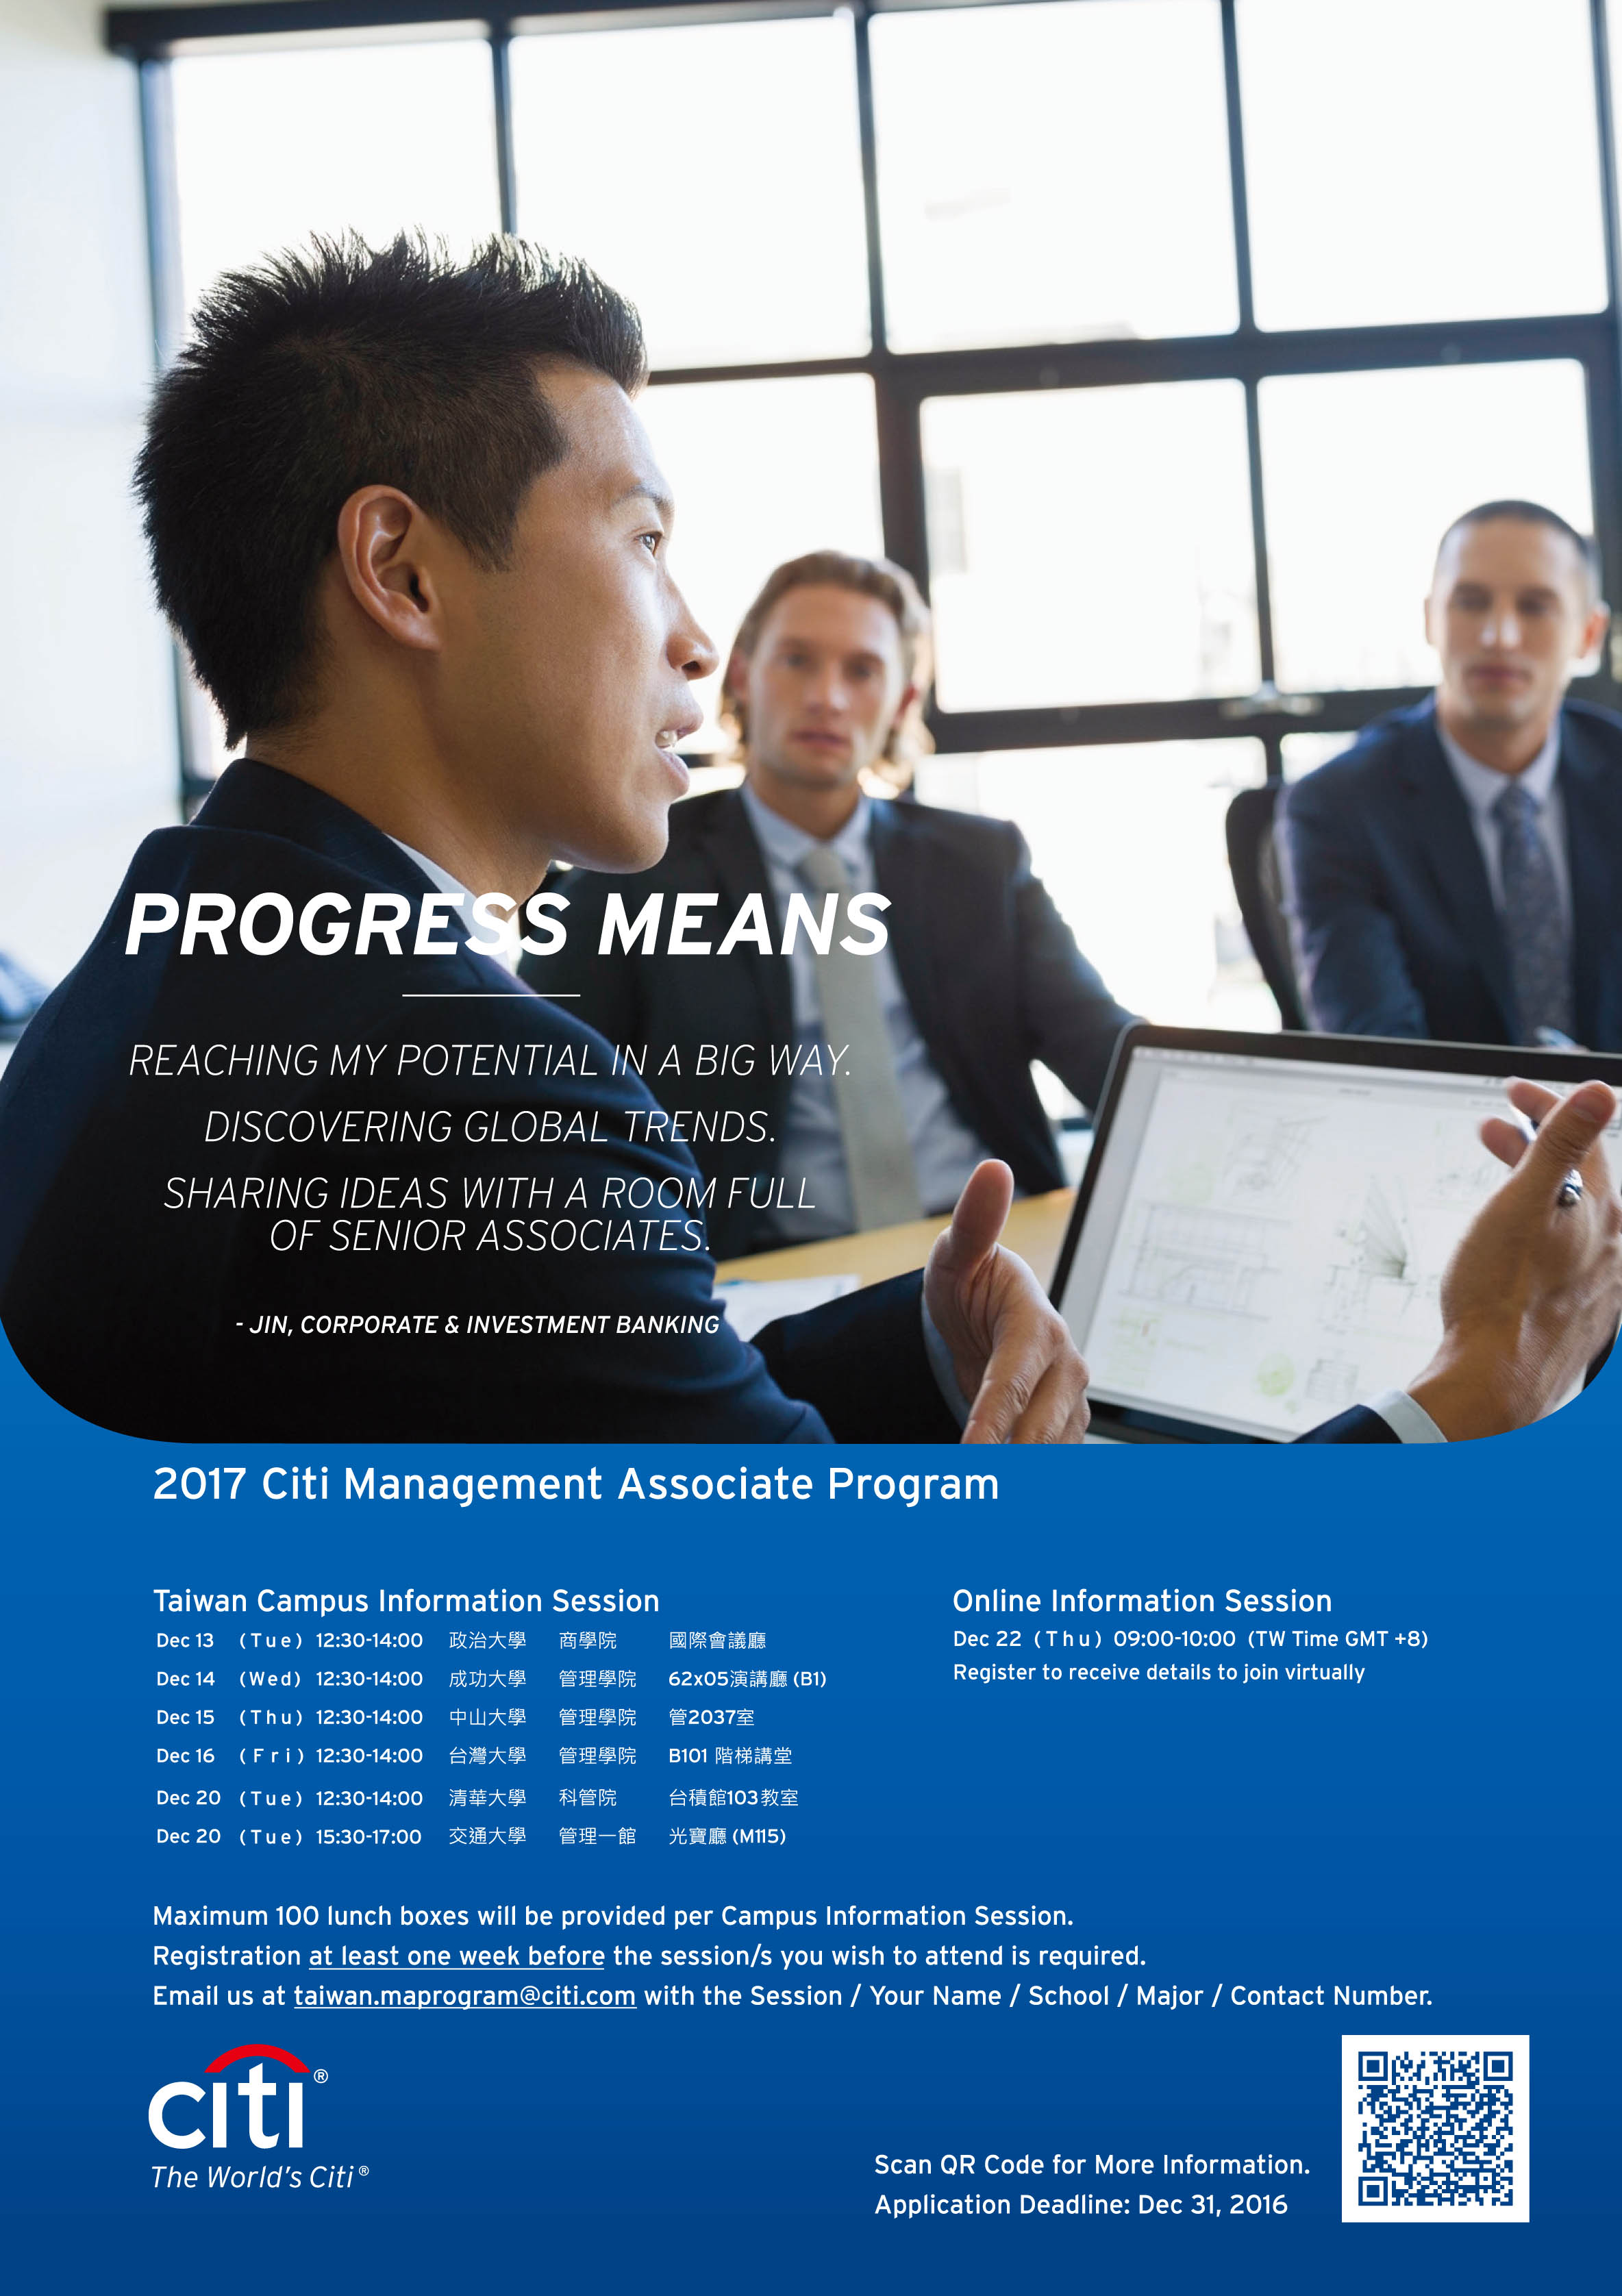 PROGRESS MEANS
REACHING MY POTENTIAL IN A BIG WAY.
DISCOVERING GLOBAL TRENDS.
SHARING IDEAS WITH A ROOM FULL
OF SENIOR ASSOCIATES.
- JIN, CORPORATE & INVESTMENT BANKING
2017 Citi Management Associate Program
Taiwan Campus Information Session
Dec 13 (Tue) 12:30-14:00 政治大學 商學院 國際會議廳
Dec 14 (Wed) 12:30-14:00 成功大學 管理學院 62x05演講廳 (B1)
Dec 15 (Thu) 12:30-14:00 中山大學 管理學院 管2037室
Dec 16 (Fri) 12:30-14:00 台灣大學 管理學院 B101 階梯講堂
Dec 20 (Tue) 12:30-14:00 清華大學 科管院 台積館103教室
Dec 20 (Tue) 15:30-17:00 交通大學 管理一館 光寶廳 (M115)
Online Information Session
Dec 22 (Thu) 09:00-10:00 (TW Time GMT +8)
Register to receive details to join virtually
Maximum 100 lunch boxes will be provided per Campus Information Session.
Registration at least one week before the session/s you wish to attend is required.
Email us at taiwan.maprogram@citi.com with the Session / Your Name / School / Major / Contact Number.
citi®
The World's Citi®
Scan QR Code for More Information.
Application Deadline: Dec 31, 2016